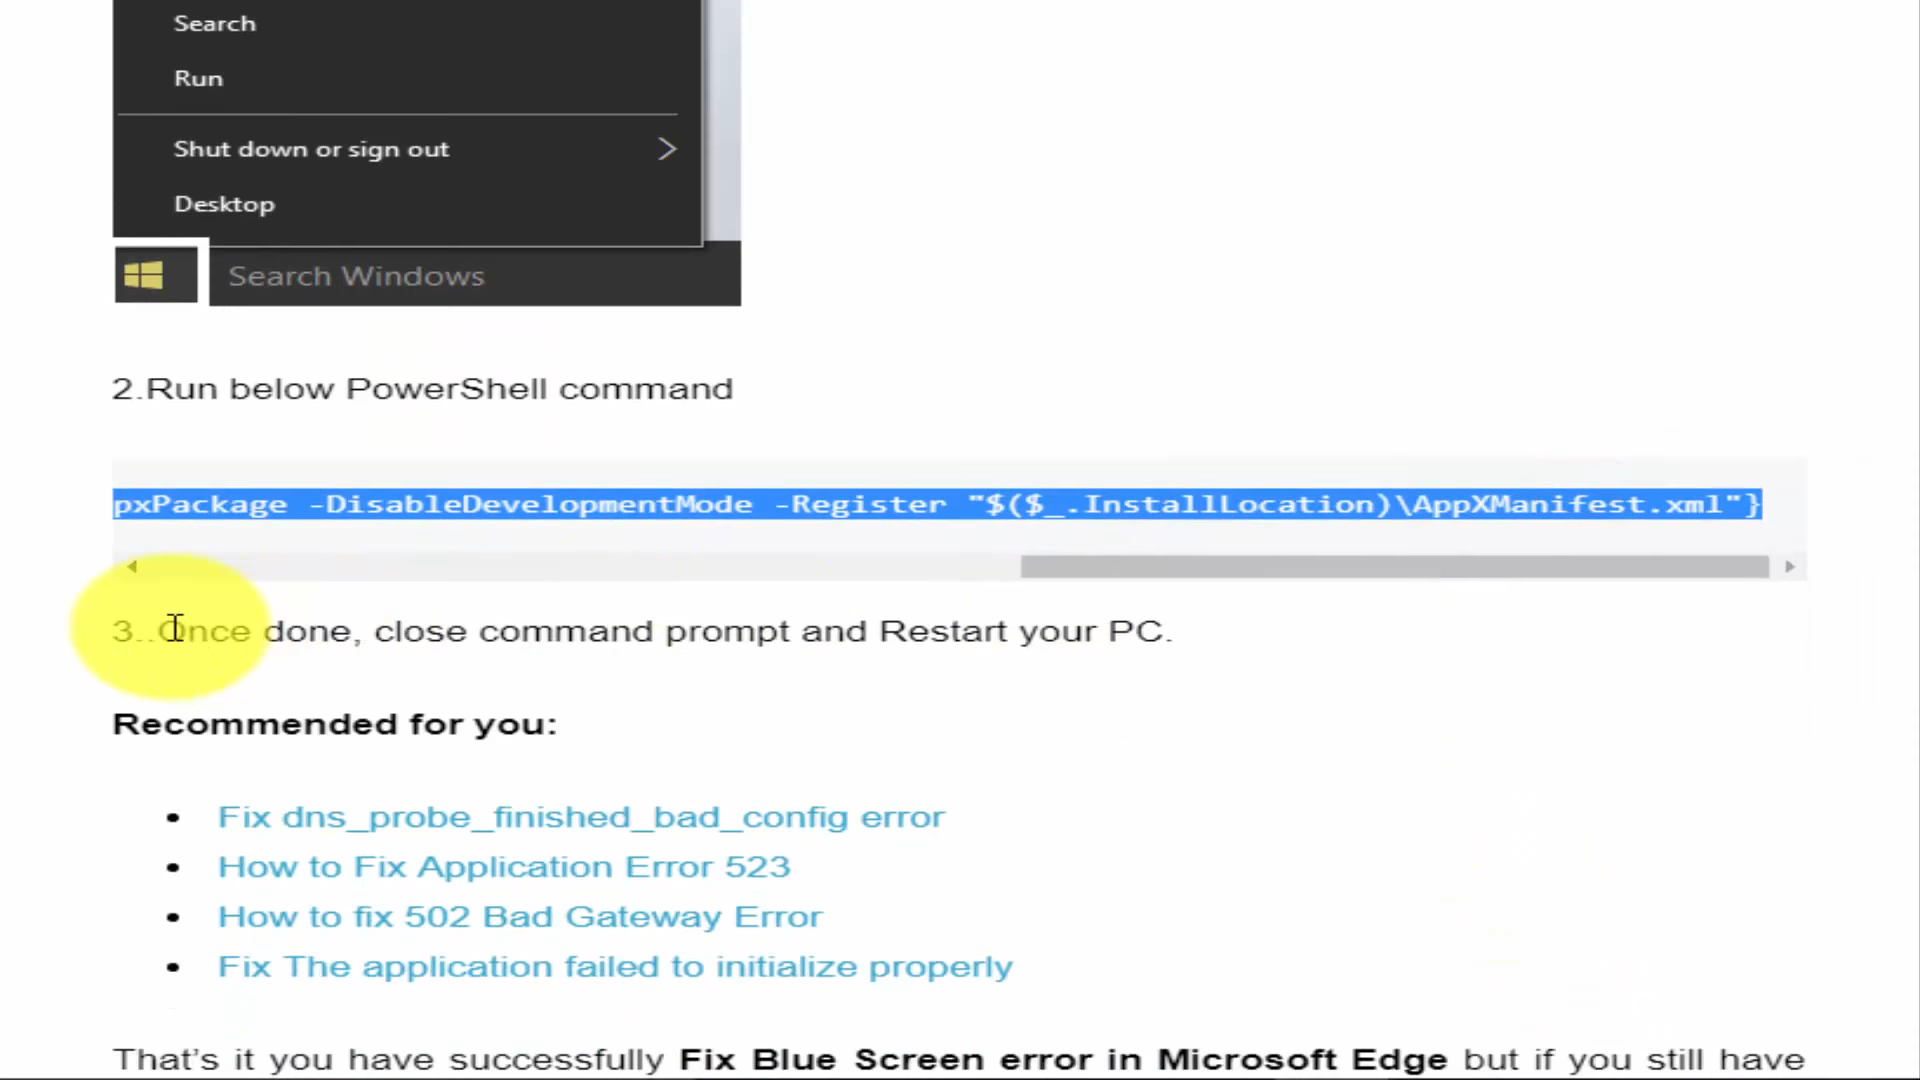 Search
Run
Shut down or sign out
Desktop
Search Windows
2.Run below PowerShell command
pxPackage -DisableDevelopmentMode -Register "$($_.InstallLocation)\AppXManifest.xml"}
3..Once done, close command prompt and Restart your PC.
Recommended for you:
Fix dns_probe_finished_bad_config error
How to Fix Application Error 523
How to fix 502 Bad Gateway Error
Fix The application failed to initialize properly
That's it you have successfully Fix Blue Screen error in Microsoft Edge but if you still have